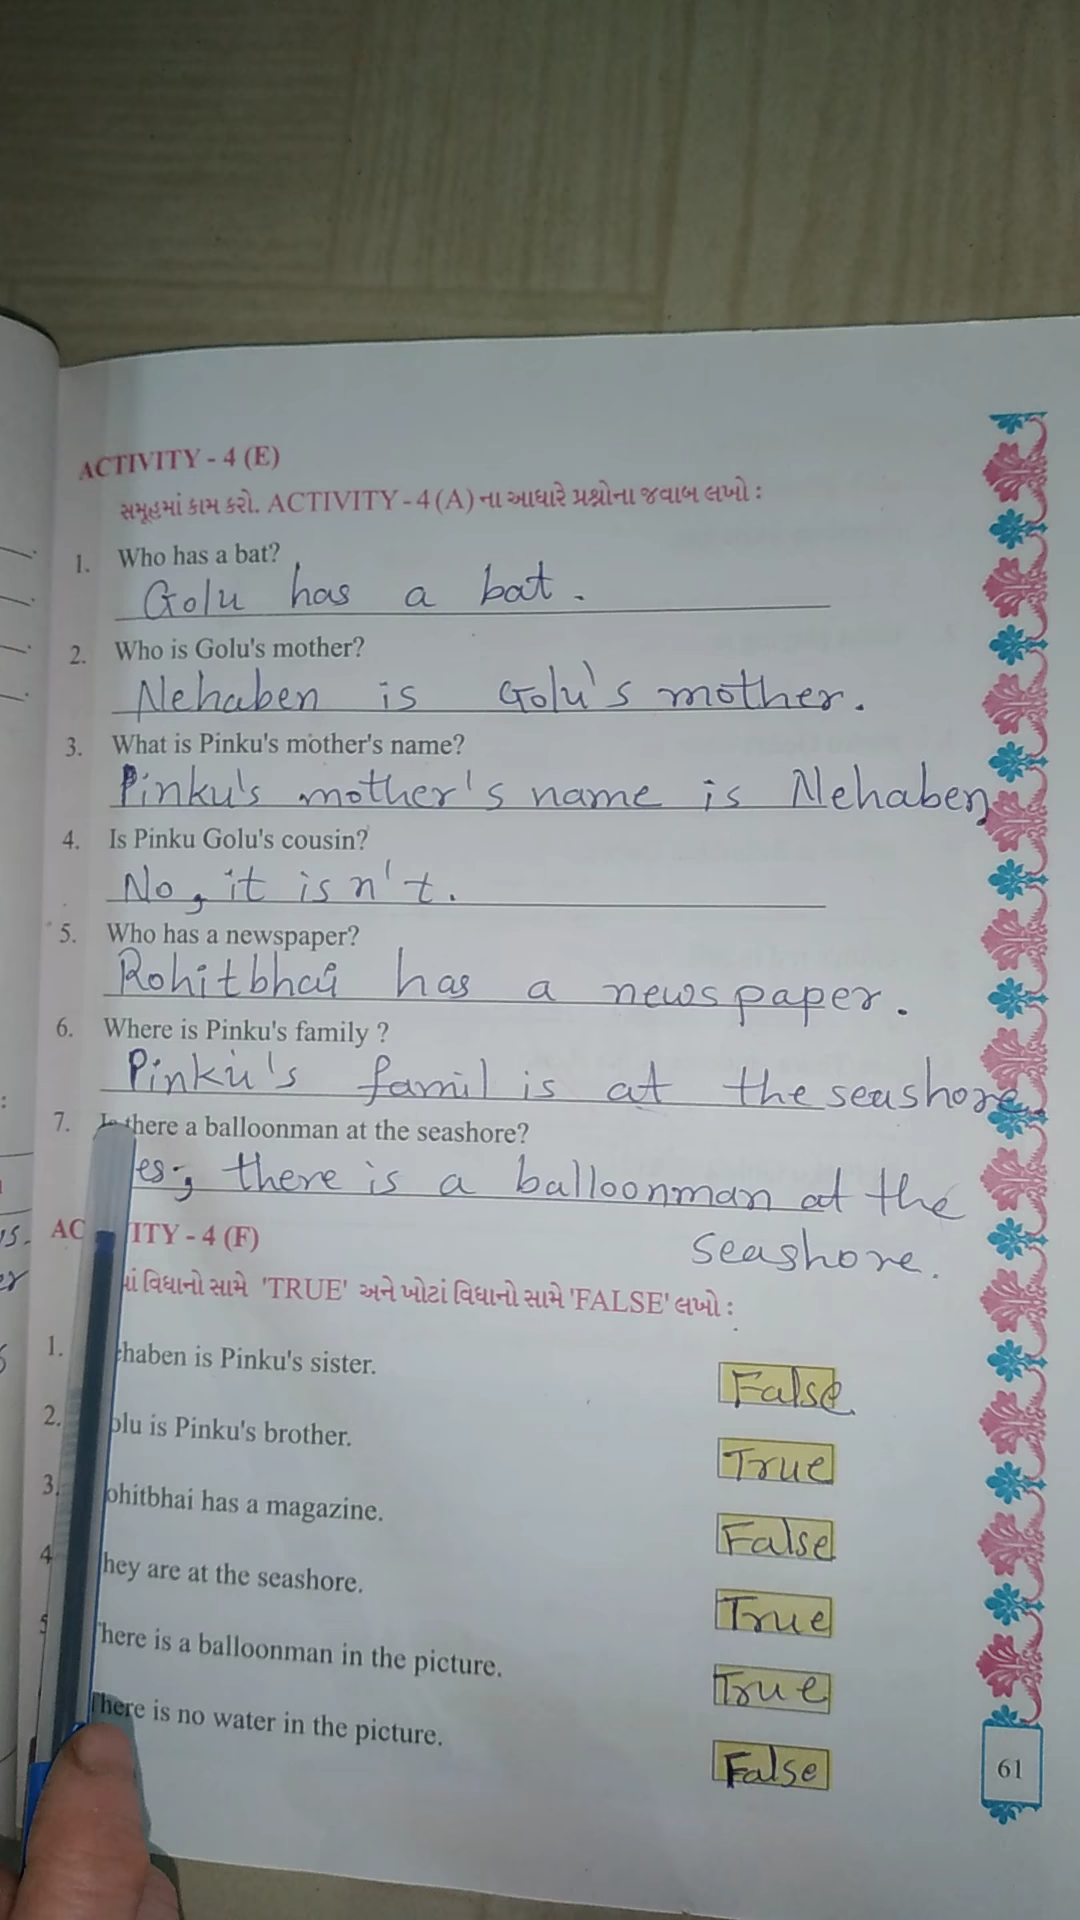 ACTIVITY - 4 (E)
સમૂહમાં કામ કરો. ACTIVITY - 4 (A) ના આધારે પ્રશ્નોના જવાબ લખો :
1. Who has a bat?
Golu has a bat.
2. Who is Golu's mother?
Nehaben is Golu's mother.
3. What is Pinku's mother's name?
Pinku's mother's name is Nehaben
4. Is Pinku Golu's cousin?
No, it isn't.
5. Who has a newspaper?
Rohitbhai has a newspaper.
6. Where is Pinku's family ?
Pinku's famil is at the seashore.
7. Is there a balloonman at the seashore?
es, there is a balloonman at the
seashore.
AC ITY - 4 (F)
ાં વિધાનો સામે 'TRUE' અને ખોટાં વિધાનો સામે 'FALSE' લખો :
1. ehaben is Pinku's sister. False
2. olu is Pinku's brother. True
3. ohitbhai has a magazine. False
4 hey are at the seashore. True
5 here is a balloonman in the picture. True
There is no water in the picture. False
61